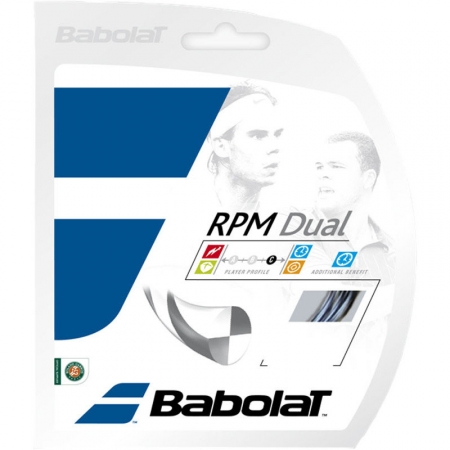 BabolaT
RPM Dual
C
PLAYER PROFILE
ADDITIONAL BENEFIT
BabolaT